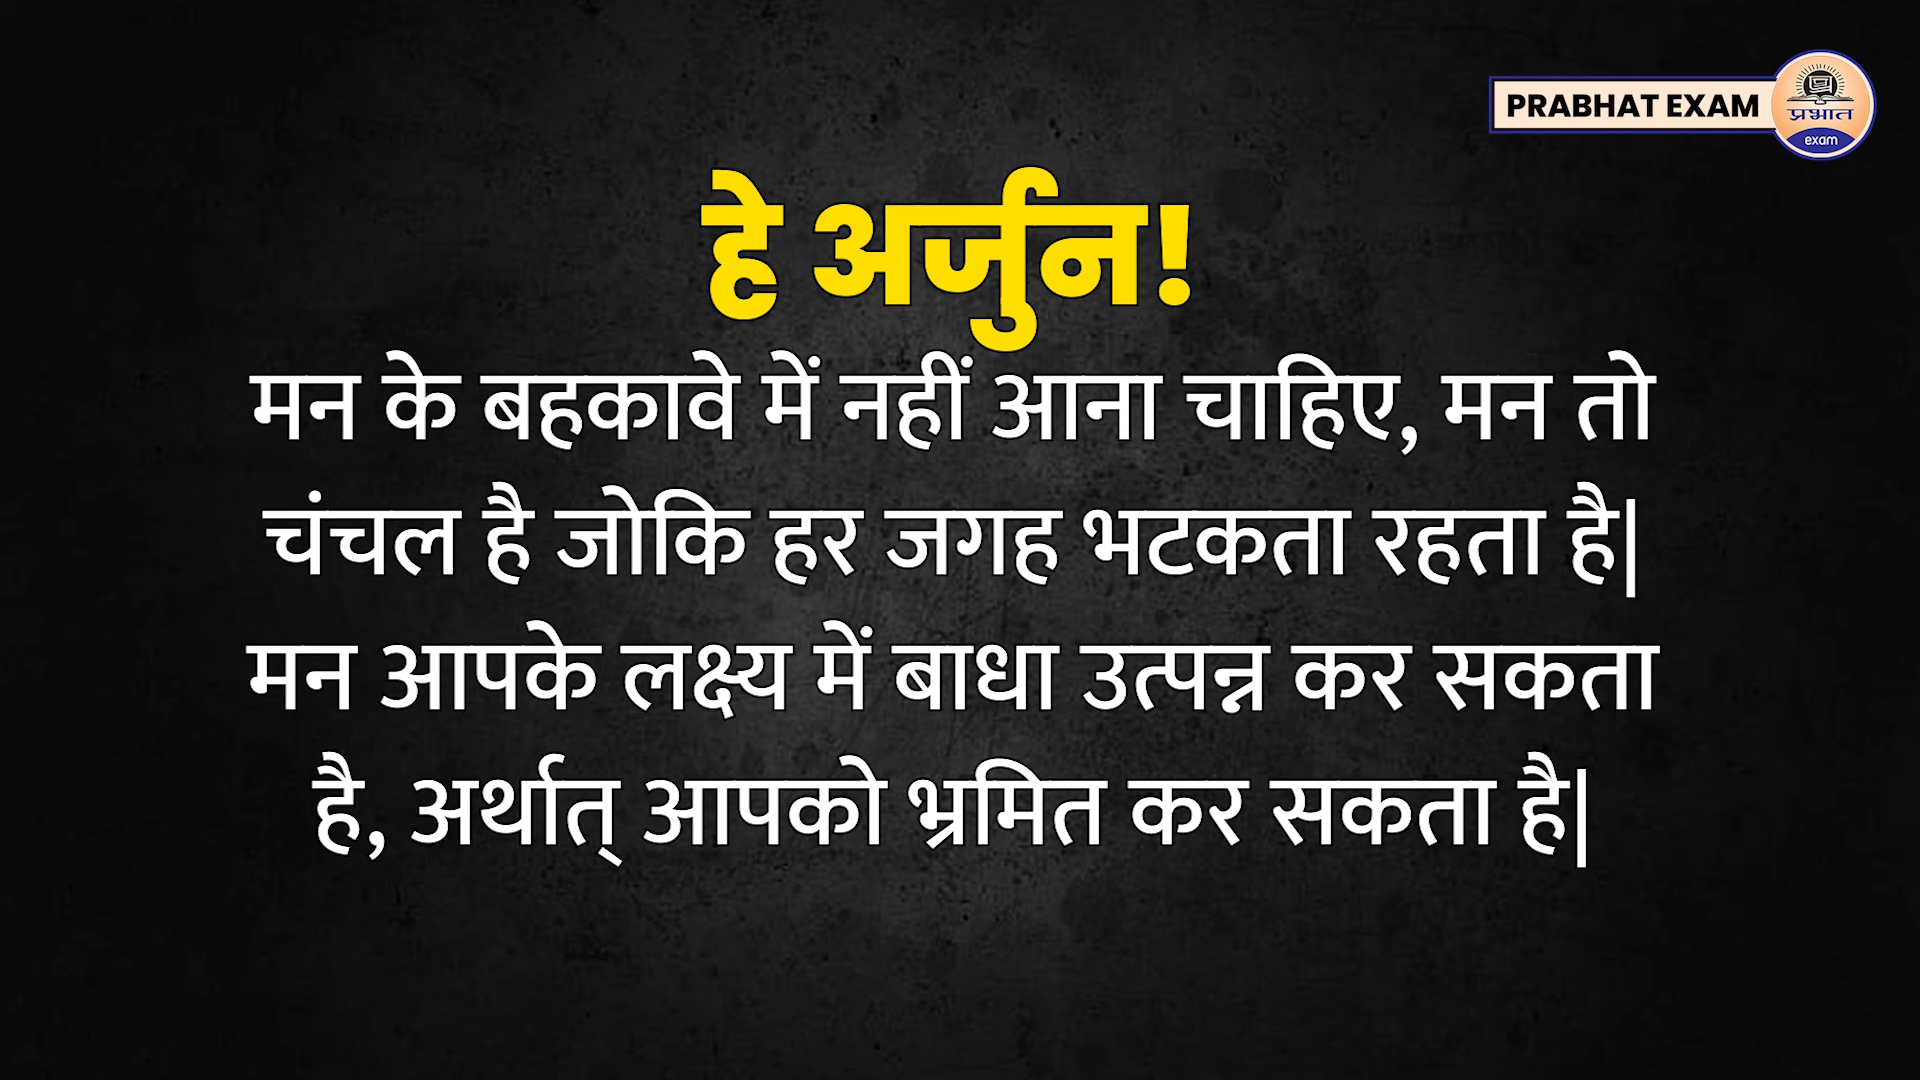 PRABHAT EXAM
प्रभात
exam
हे अर्जुन!
मन के बहकावे में नहीं आना चाहिए, मन तो
चंचल है जोकि हर जगह भटकता रहता है|
मन आपके लक्ष्य में बाधा उत्पन्न कर सकता
है, अर्थात् आपको भ्रमित कर सकता है|